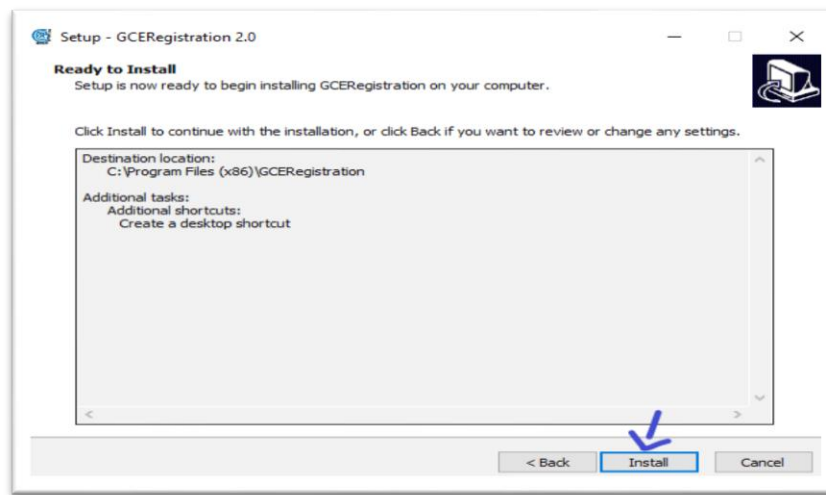 Setup - GCERegistration 2.0
Ready to Install
Setup is now ready to begin installing GCERegistration on your computer.
Click Install to continue with the installation, or click Back if you want to review or change any settings.
Destination location:
C:\Program Files (x86)\GCERegistration
Additional tasks:
Additional shortcuts:
Create a desktop shortcut
< Back
Install
Cancel